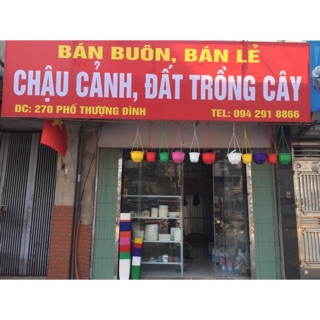 BÁN BUÔN, BÁN LẺ
CHẬU CẢNH, ĐẤT TRỒNG CÂY
ĐC: 270 PHỐ THƯỢNG ĐÌNH TEL: 094 291 8866